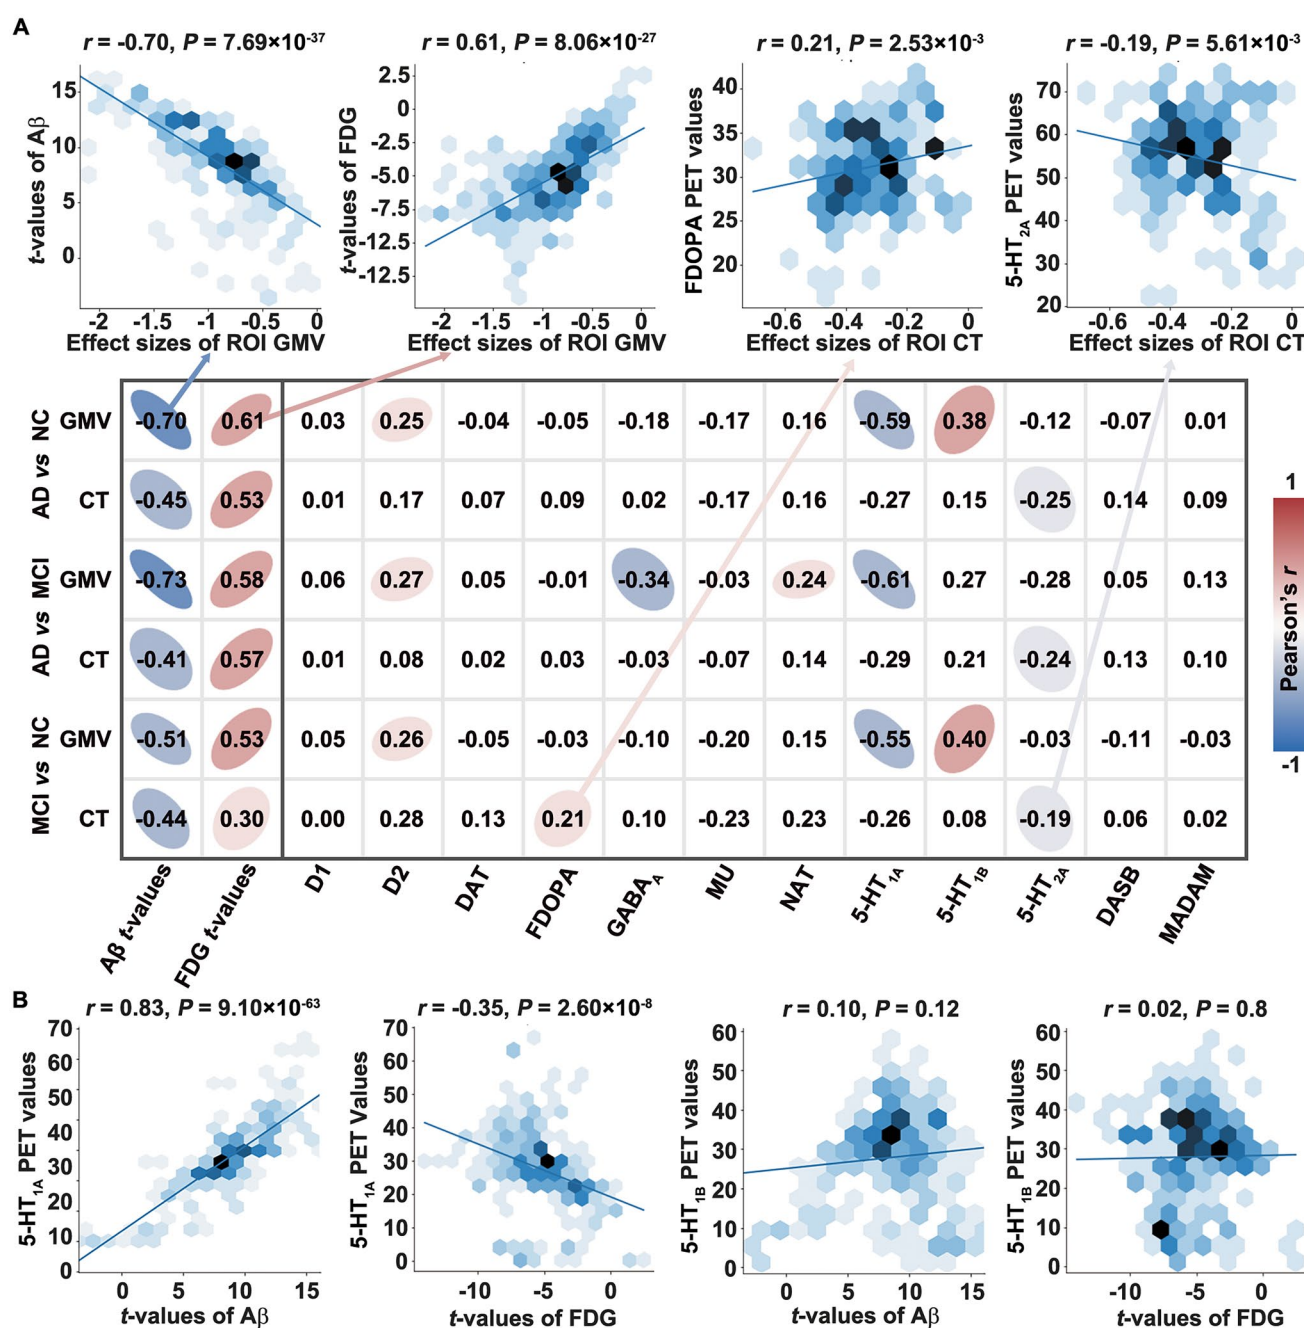 A
r = -0.70, P = 7.69×10-37
r = 0.61, P = 8.06×10-27
r = 0.21, P = 2.53×10-3
r = -0.19, P = 5.61×10-3
t-values of Aβ
15
10
5
0
-2 -1.5 -1 -0.5 0
Effect sizes of ROI GMV
t-values of FDG
2.5
0
-2.5
-5.0
-7.5
-12.5
-12.5
-2 -1.5 -1 -0.5 0
Effect sizes of ROI GMV
FDOPA PET values
40
35
30
25
20
-0.6 -0.4 -0.2 0
Effect sizes of ROI CT
5-HT2A PET values
70
60
50
40
30
20
-0.6 -0.4 -0.2 0
Effect sizes of ROI CT
AD vs NC
GMV -0.70 0.61 0.03 0.25 -0.04 -0.05 -0.18 -0.17 0.16 -0.59 0.38 -0.12 -0.07 0.01
CT -0.45 0.53 0.01 0.17 0.07 0.09 0.02 -0.17 0.16 -0.27 0.15 -0.25 0.14 0.09
AD vs MCI
GMV -0.73 0.58 0.06 0.27 0.05 -0.01 -0.34 -0.03 0.24 -0.61 0.27 -0.28 0.05 0.13
CT -0.41 0.57 0.01 0.08 0.02 0.03 -0.03 -0.07 0.14 -0.29 0.21 -0.24 0.13 0.10
MCI vs NC
GMV -0.51 0.53 0.05 0.26 -0.05 -0.03 -0.10 -0.20 0.15 -0.55 0.40 -0.03 -0.11 -0.03
CT -0.44 0.30 0.00 0.28 0.13 0.21 0.10 -0.23 0.23 -0.26 0.08 -0.19 0.06 0.02
Aβ t-values
FDG t-values
D1
D2
DAT
FDOPA
GABAA
MU
NAT
5-HT1A
5-HT1B
5-HT2A
DASB
MADAM
1
Pearson's r
-1
B
r = 0.83, P = 9.10×10-63
r = -0.35, P = 2.60×10-8
r = 0.10, P = 0.12
r = 0.02, P = 0.8
5-HT1A PET Values
70
60
50
40
30
20
10
0
0 5 10 15
t-values of Aβ
5-HT1A PET Values
70
60
50
40
30
20
10
0
-10 -5 0
t-values of FDG
5-HT1B PET Values
60
50
40
30
20
10
0
0 5 10 15
t-values of Aβ
5-HT1B PET Values
60
50
40
30
20
10
0
-10 -5 0
t-values of FDG